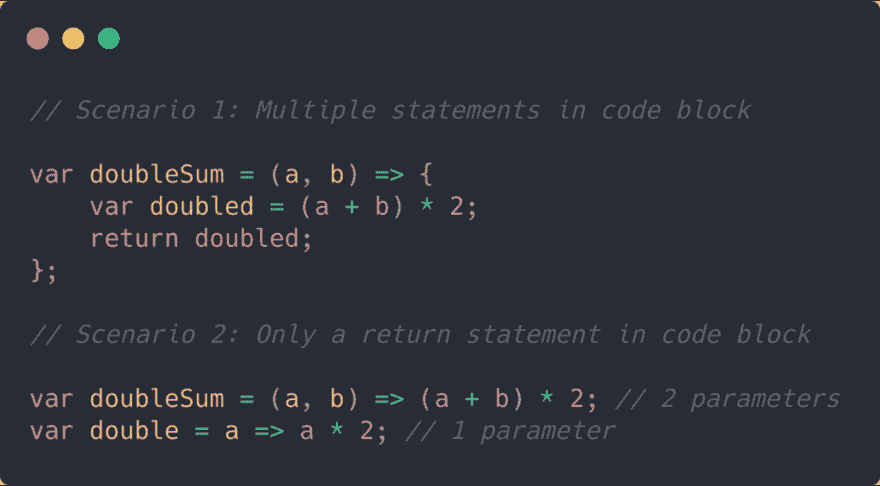 // Scenario 1: Multiple statements in code block
var doubleSum = (a, b) => {
    var doubled = (a + b) * 2;
    return doubled;
};
// Scenario 2: Only a return statement in code block
var doubleSum = (a, b) => (a + b) * 2; // 2 parameters
var double = a => a * 2; // 1 parameter